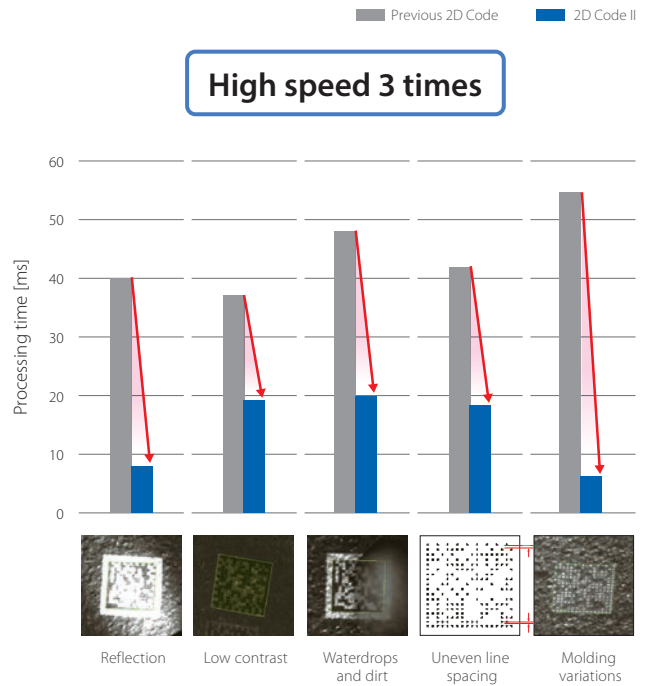 Previous 2D Code
2D Code II
High speed 3 times
60
50
40
30
20
10
0
Processing time [ms]
Reflection
Low contrast
Waterdrops
and dirt
Uneven line
spacing
Molding
variations